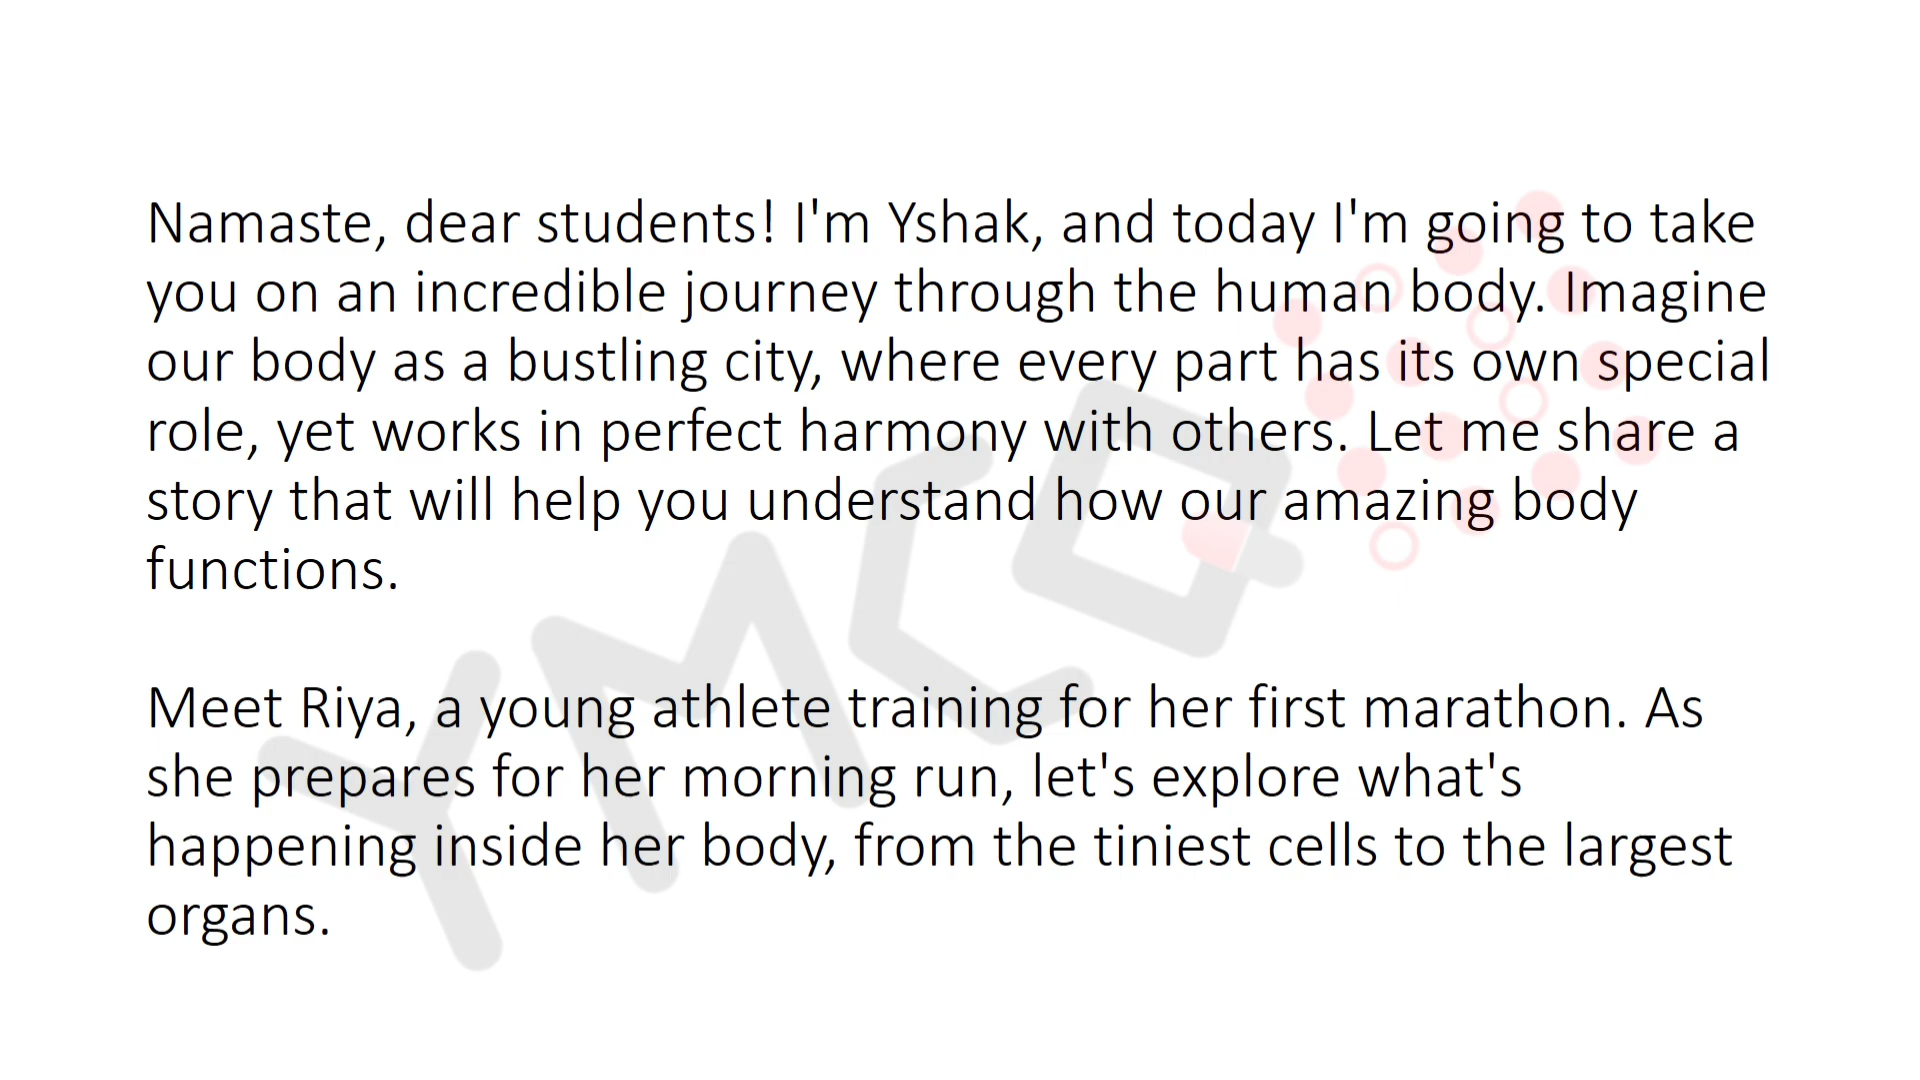 Namaste, dear students! I'm Yshak, and today I'm going to take
you on an incredible journey through the human body. Imagine
our body as a bustling city, where every part has its own special
role, yet works in perfect harmony with others. Let me share a
story that will help you understand how our amazing body
functions.
Meet Riya, a young athlete training for her first marathon. As
she prepares for her morning run, let's explore what's
happening inside her body, from the tiniest cells to the largest
organs.
YMCQ